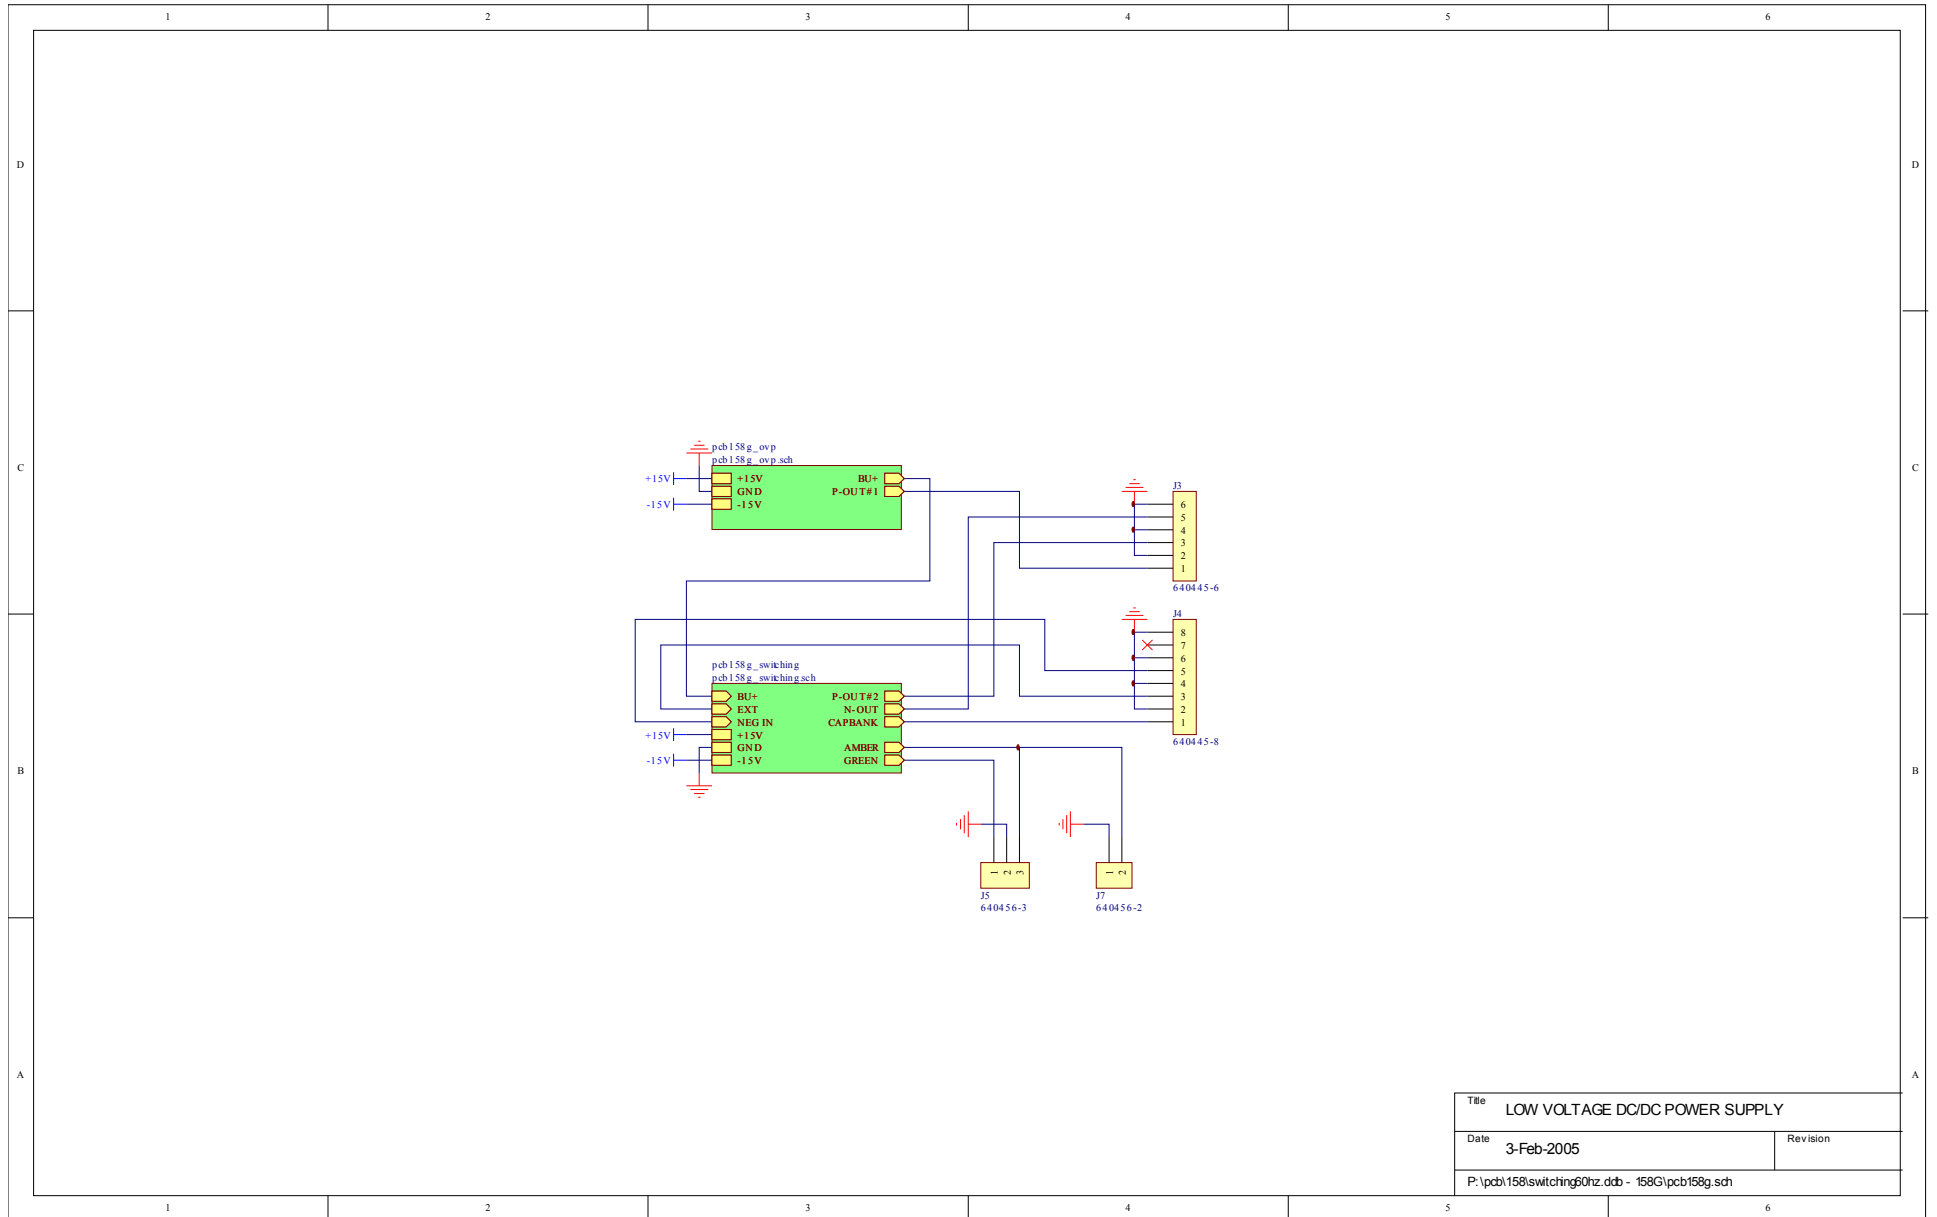 1 2 3 4 5 6
D D
C C
B B
A A
pcb158g_ovp
pcb158g_ovp.sch
+15V
-15V
+15V
GND
-15V
BU+
P-OUT#1
J3
6
5
4
3
2
1
640445-6
J4
8
7
6
5
4
3
2
1
640445-8
pcb158g_switching
pcb158g_switching.sch
+15V
-15V
BU+
EXT
NEG IN
+15V
GND
-15V
P-OUT#2
N-OUT
CAPBANK
AMBER
GREEN
1 2 3
J5
640456-3
1 2
J7
640456-2
Title
LOW VOLTAGE DC/DC POWER SUPPLY
Date
3-Feb-2005
Revision
P:\pcb\158\switching60hz.ddb - 158G\pcb158g.sch
1 2 3 4 5 6